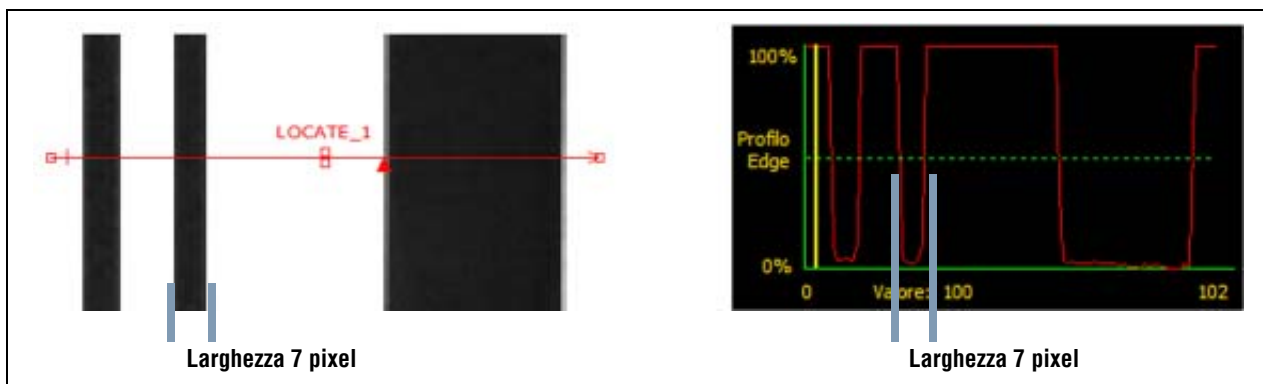 LOCATE_1
Larghezza 7 pixel
100%
Profilo
Edge
0%
0
Valore: 100
102
Larghezza 7 pixel